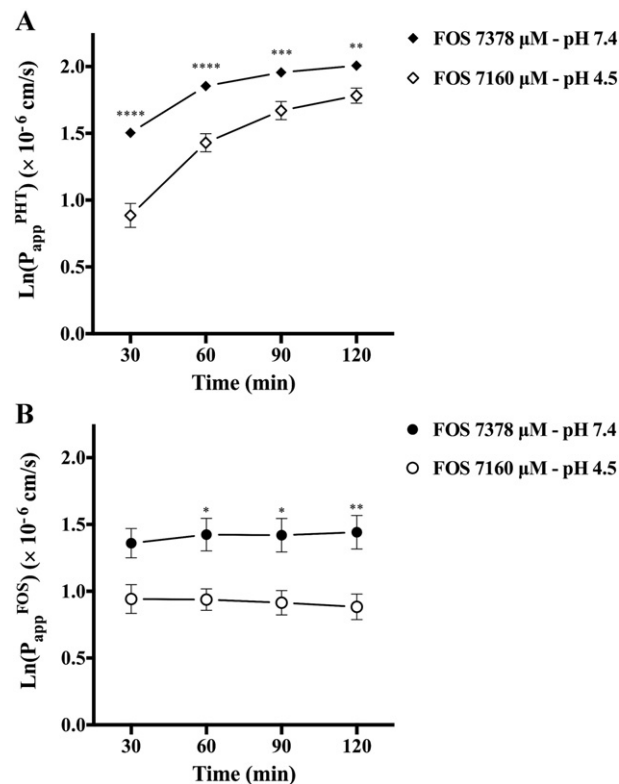 A
Ln(Papp^PHT) (× 10^-6 cm/s)
2.0
1.5
1.0
0.5
0.0
****
****
***
**
30 60 90 120
Time (min)
FOS 7378 µM - pH 7.4
FOS 7160 µM - pH 4.5
B
Ln(Papp^FOS) (× 10^-6 cm/s)
2.0
1.5
1.0
0.5
0.0
*
*
**
30 60 90 120
Time (min)
FOS 7378 µM - pH 7.4
FOS 7160 µM - pH 4.5